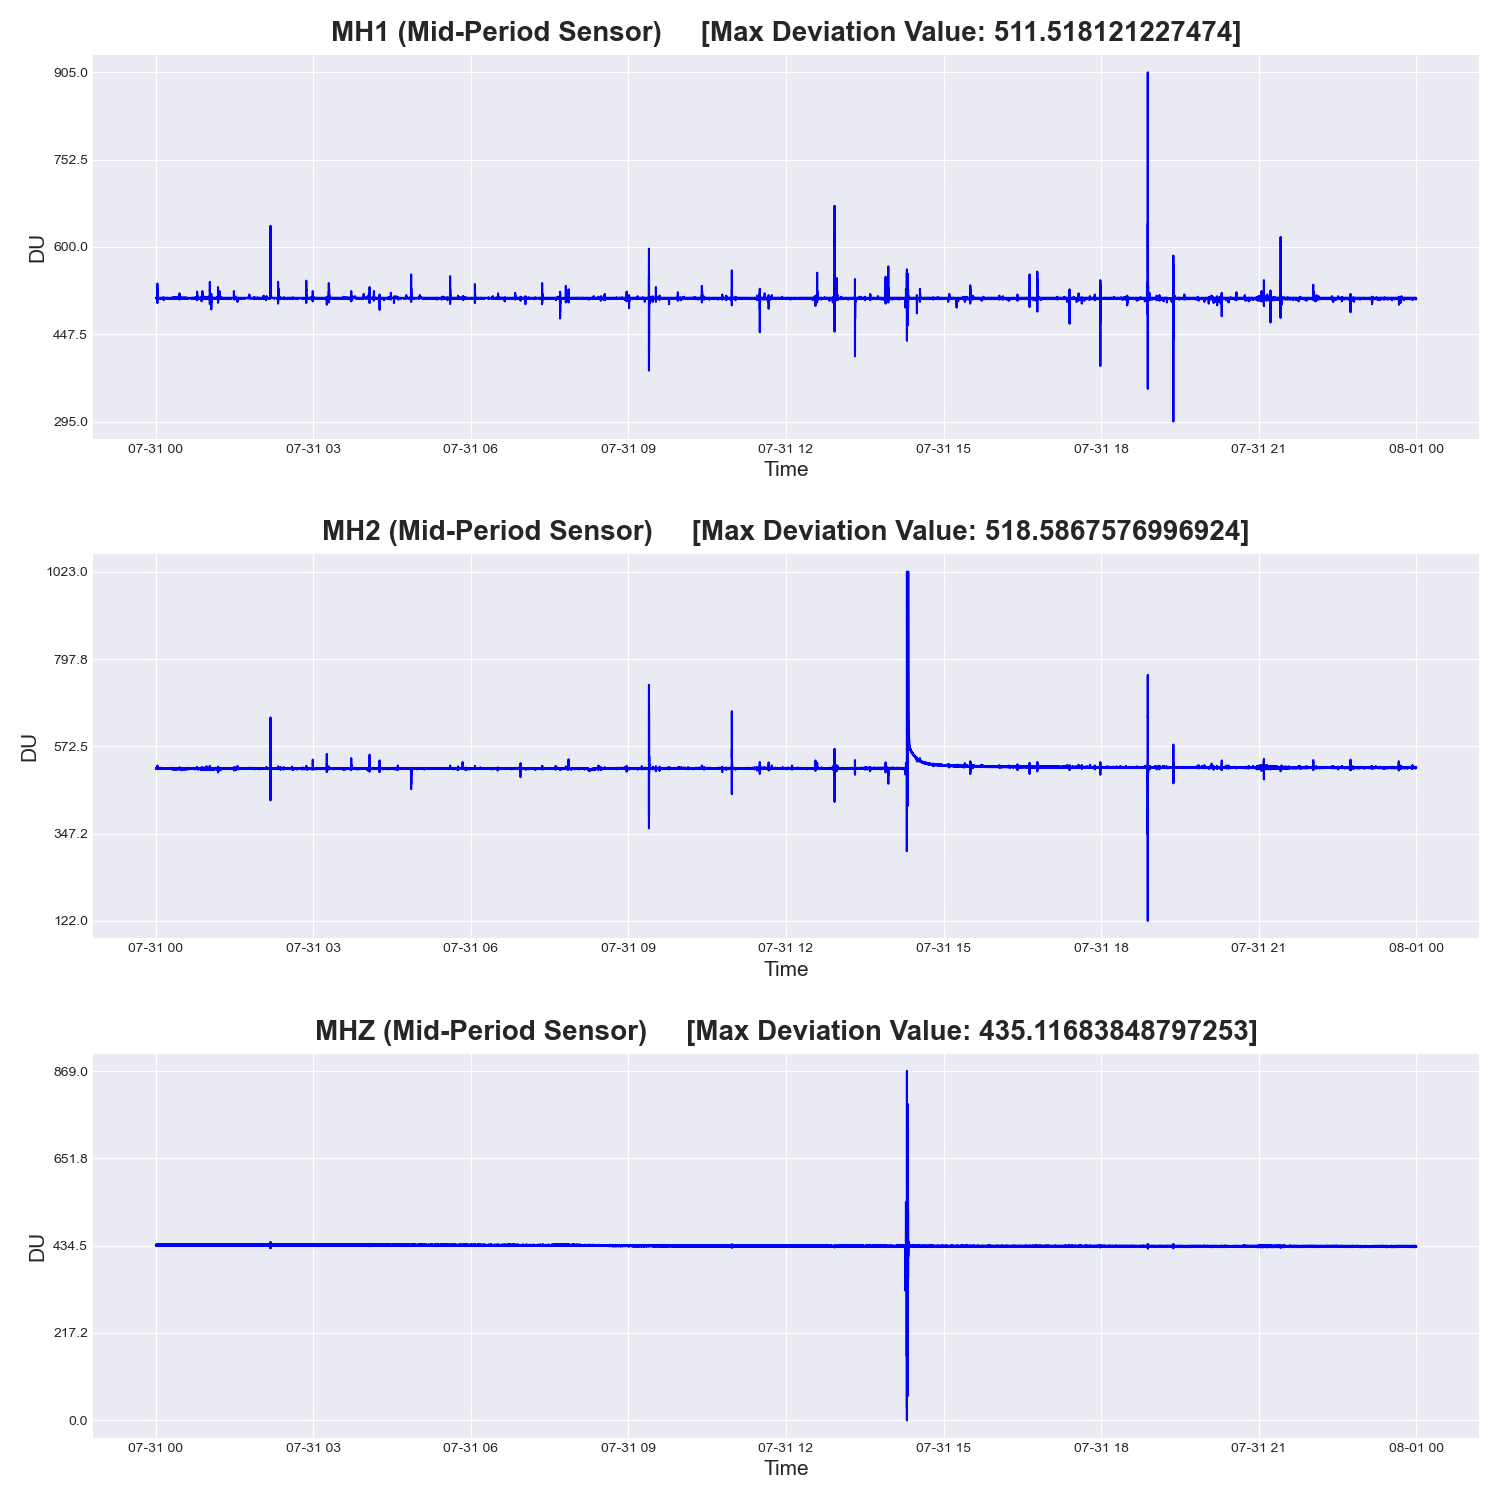 MH1 (Mid-Period Sensor) [Max Deviation Value: 511.518121227474]
905.0
752.5
600.0
447.5
295.0
DU
07-31 00 07-31 03 07-31 06 07-31 09 07-31 12 07-31 15 07-31 18 07-31 21 08-01 00
Time
MH2 (Mid-Period Sensor) [Max Deviation Value: 518.5867576996924]
1023.0
797.8
572.5
347.2
122.0
DU
07-31 00 07-31 03 07-31 06 07-31 09 07-31 12 07-31 15 07-31 18 07-31 21 08-01 00
Time
MHZ (Mid-Period Sensor) [Max Deviation Value: 435.11683848797253]
869.0
651.8
434.5
217.2
0.0
DU
07-31 00 07-31 03 07-31 06 07-31 09 07-31 12 07-31 15 07-31 18 07-31 21 08-01 00
Time